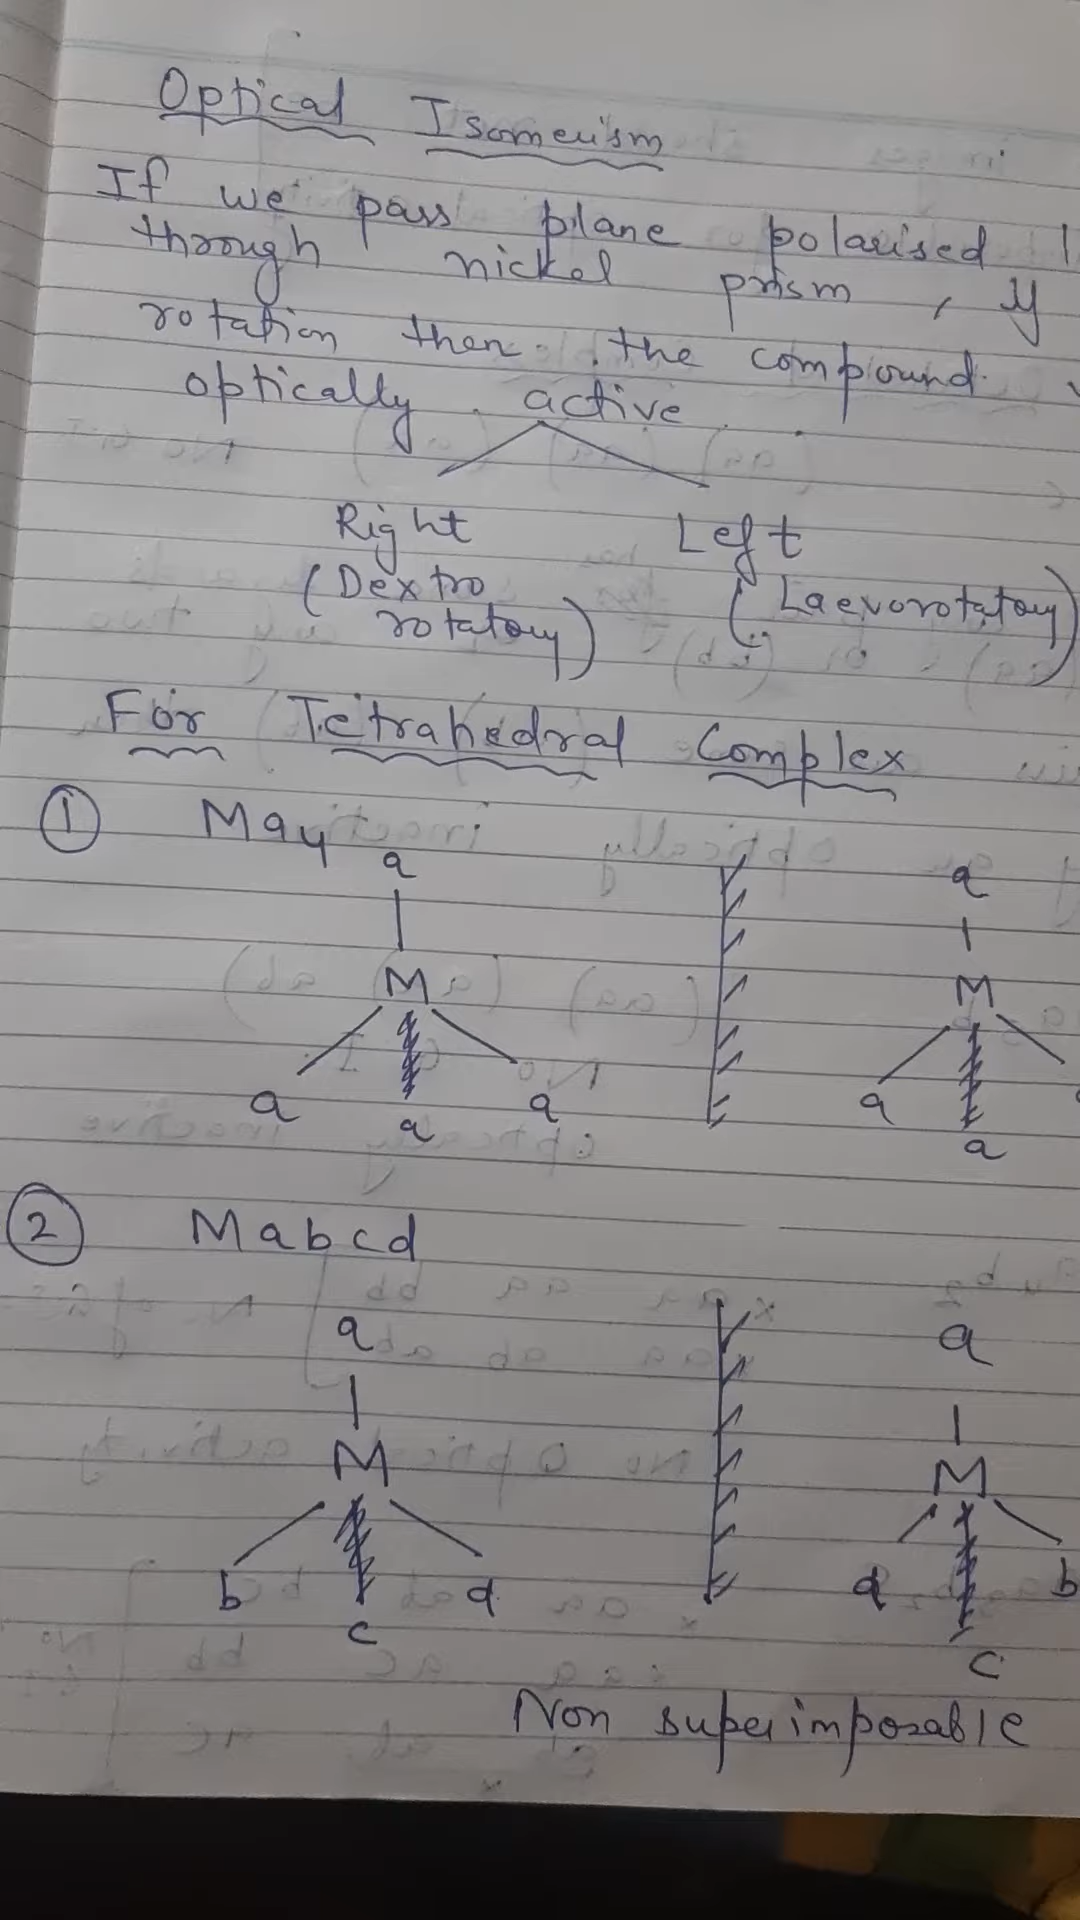 Optical Isomerism
If we pass plane polarised l
through nickel prism, if
rotation then the compound
optically active
Right Left
(Dextro (Laevorotatory)
rotatory)
For Tetrahedral Complex
① Ma4
a a
M M
a a a a a
② Mabcd
a a
M M
b d d b
c c
Non superimposable